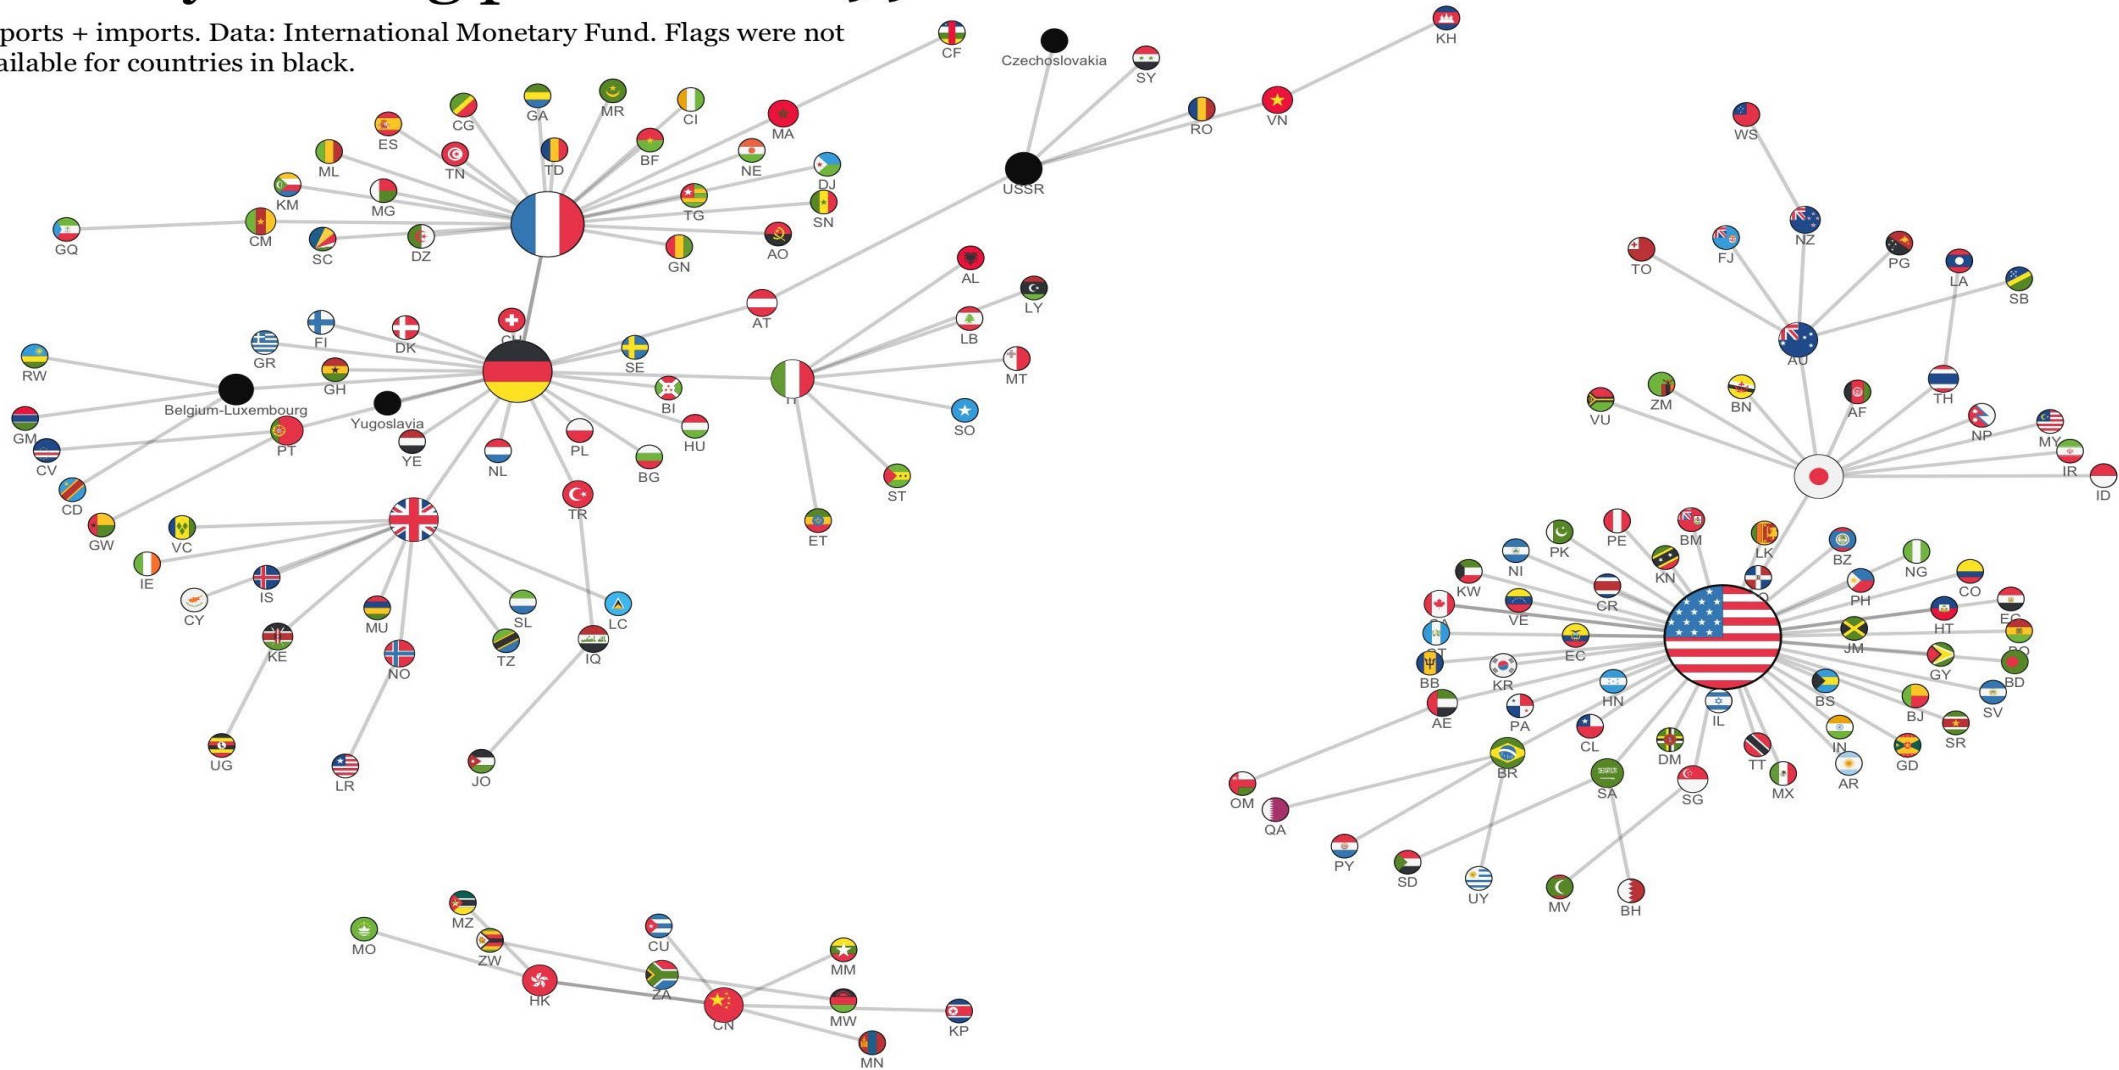 ports + imports. Data: International Monetary Fund. Flags were not
ailable for countries in black.
CF
Czechoslovakia
SY
KH
CG
GA
MR
CI
MA
RO
VN
ES
TN
TD
BF
NE
DJ
WS
ML
KM
MG
TG
SN
USSR
GQ
CM
SC
DZ
GN
AO
TO
FJ
NZ
PG
LA
SB
AL
LY
FI
DK
CH
AT
LB
AU
GR
SE
RW
GH
MT
Belgium-Luxembourg
Yugoslavia
BI
IT
SO
VU
ZM
BN
AF
TH
NP
MY
GM
CV
PT
YE
NL
PL
HU
BG
IR
ID
CD
TR
ST
GW
VC
ET
IE
CY
IS
MU
SL
LC
KE
NO
TZ
IQ
UG
LR
JO
PK
PE
BM
LK
BZ
NI
KN
NG
KW
CR
PH
CO
VE
HT
EG
EC
JM
BB
KR
GY
BD
HN
BS
SV
AE
PA
IL
BJ
CL
SR
BR
DM
TT
IN
GD
SA
SG
MX
AR
OM
QA
PY
SD
UY
MV
BH
MZ
MO
ZW
CU
MM
HK
ZA
CN
MW
KP
MN